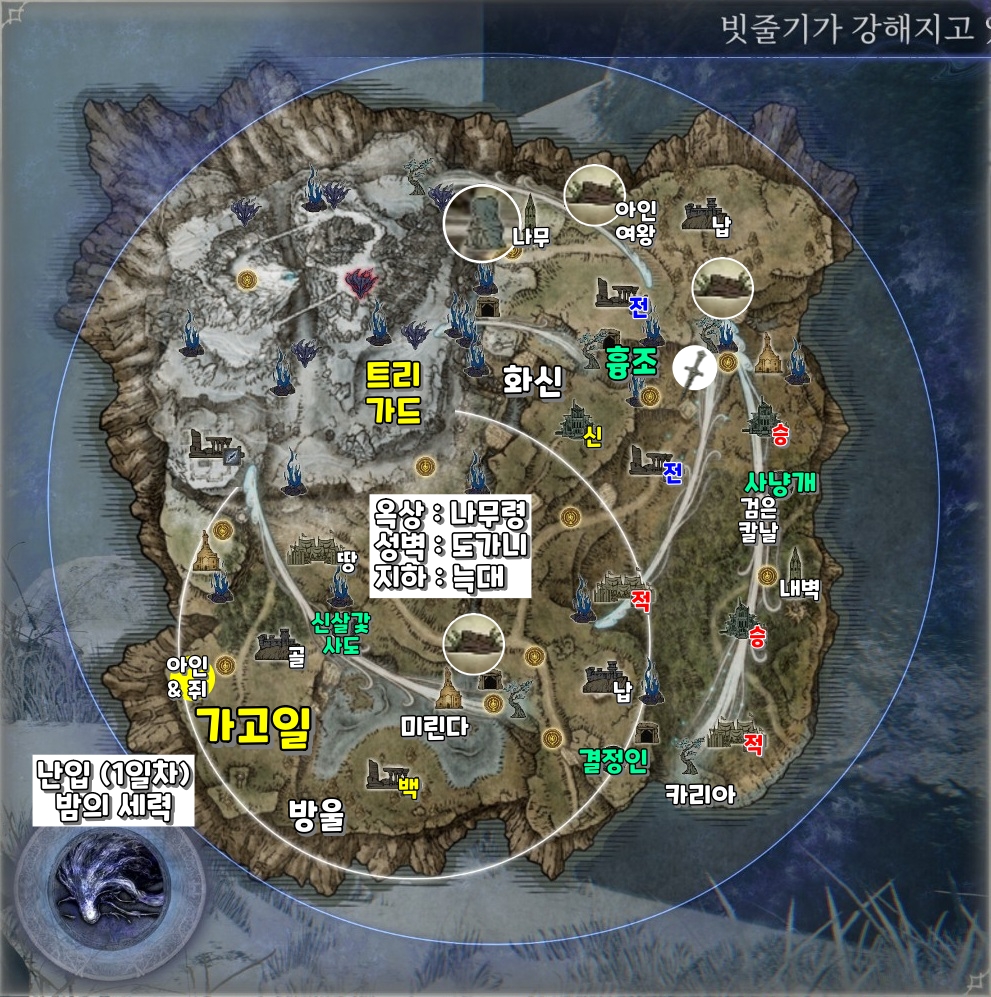 빗줄기가 강해지고
아인
여왕
나무
납
전
흉조
트리
가드
화신
신
승
전
사냥개
검은
칼날
옥상 : 나무령
성벽 : 도가니
지하 : 늑대
땅
내벽
적
신살갗
사도
승
골
아인
& 쥐
납
가고일
미린다
적
결정인
백
카리아
방울
난입 (1일차)
밤의 세력